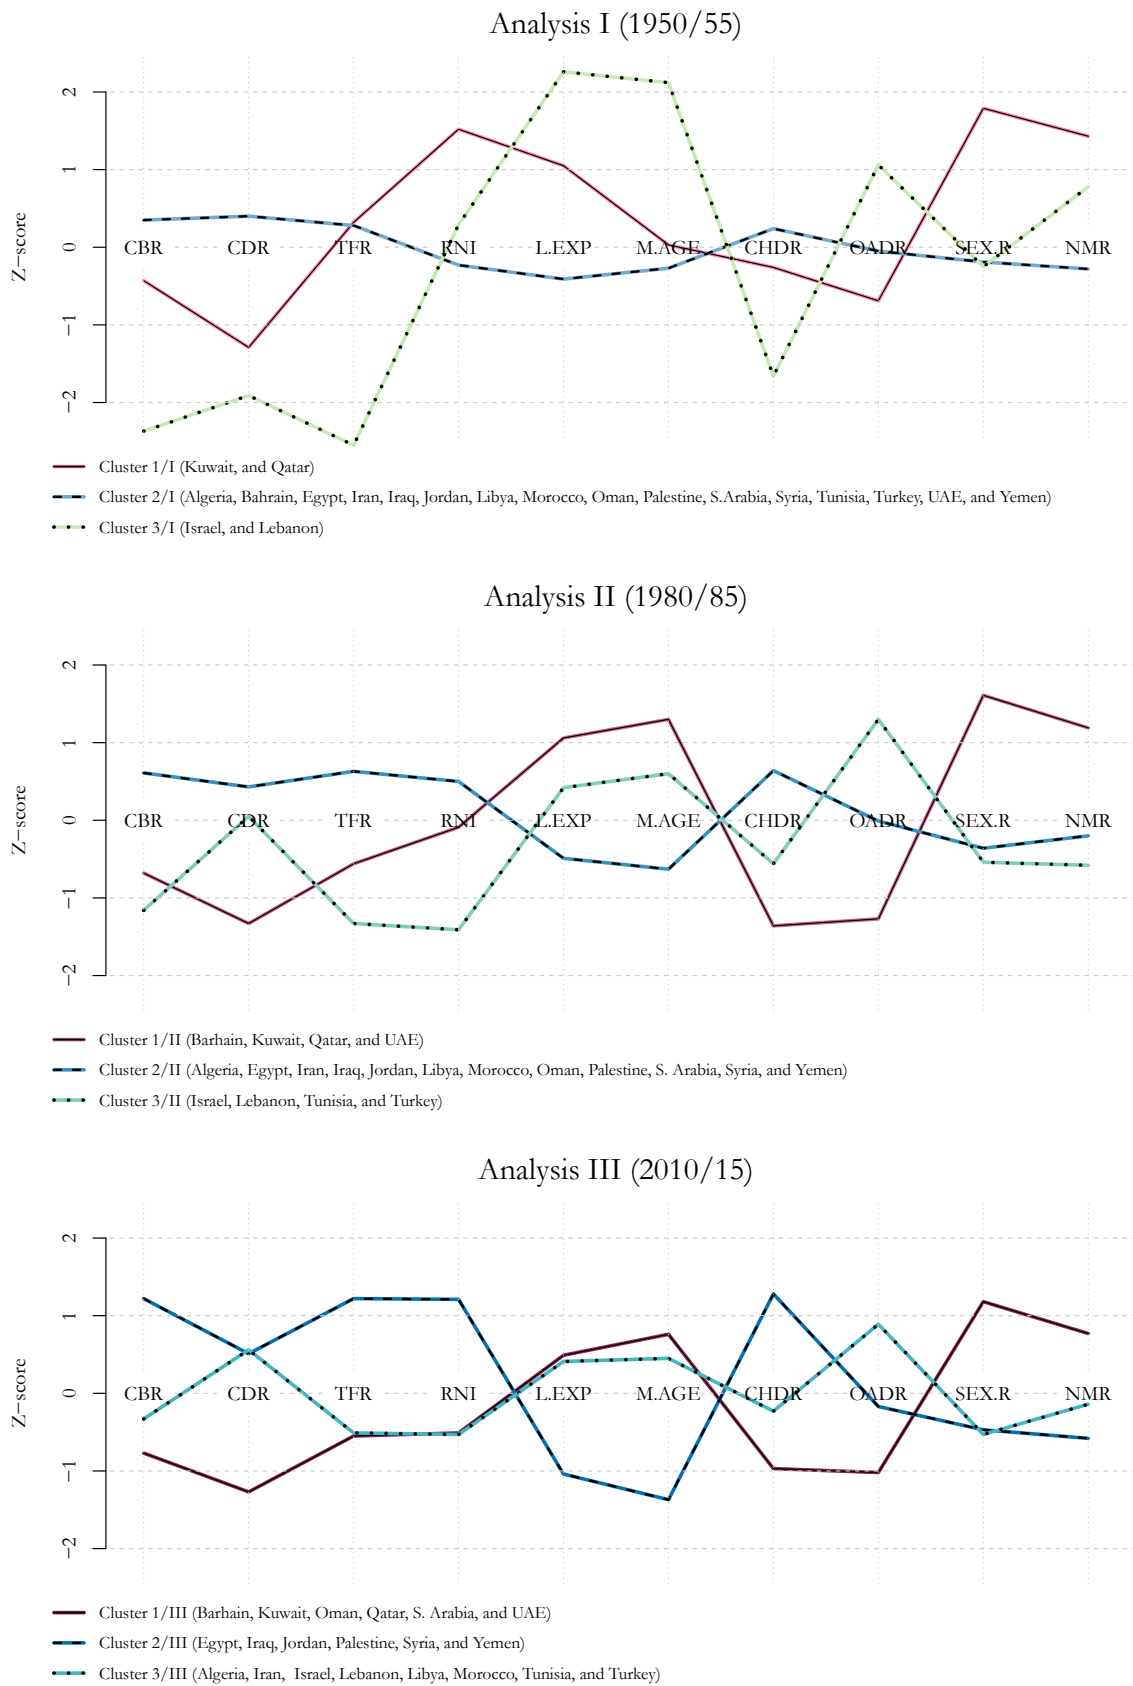 Analysis I (1950/55)
2
1
0
−1
−2
Z−score
CBR CDR TFR RNI L.EXP M.AGE CHDR OADR SEX.R NMR
Cluster 1/I (Kuwait, and Qatar)
Cluster 2/I (Algeria, Bahrain, Egypt, Iran, Iraq, Jordan, Libya, Morocco, Oman, Palestine, S.Arabia, Syria, Tunisia, Turkey, UAE, and Yemen)
Cluster 3/I (Israel, and Lebanon)
Analysis II (1980/85)
2
1
0
−1
−2
Z−score
CBR CDR TFR RNI L.EXP M.AGE CHDR OADR SEX.R NMR
Cluster 1/II (Barhain, Kuwait, Qatar, and UAE)
Cluster 2/II (Algeria, Egypt, Iran, Iraq, Jordan, Libya, Morocco, Oman, Palestine, S. Arabia, Syria, and Yemen)
Cluster 3/II (Israel, Lebanon, Tunisia, and Turkey)
Analysis III (2010/15)
2
1
0
−1
−2
Z−score
CBR CDR TFR RNI L.EXP M.AGE CHDR OADR SEX.R NMR
Cluster 1/III (Barhain, Kuwait, Oman, Qatar, S. Arabia, and UAE)
Cluster 2/III (Egypt, Iraq, Jordan, Palestine, Syria, and Yemen)
Cluster 3/III (Algeria, Iran,  Israel, Lebanon, Libya, Morocco, Tunisia, and Turkey)